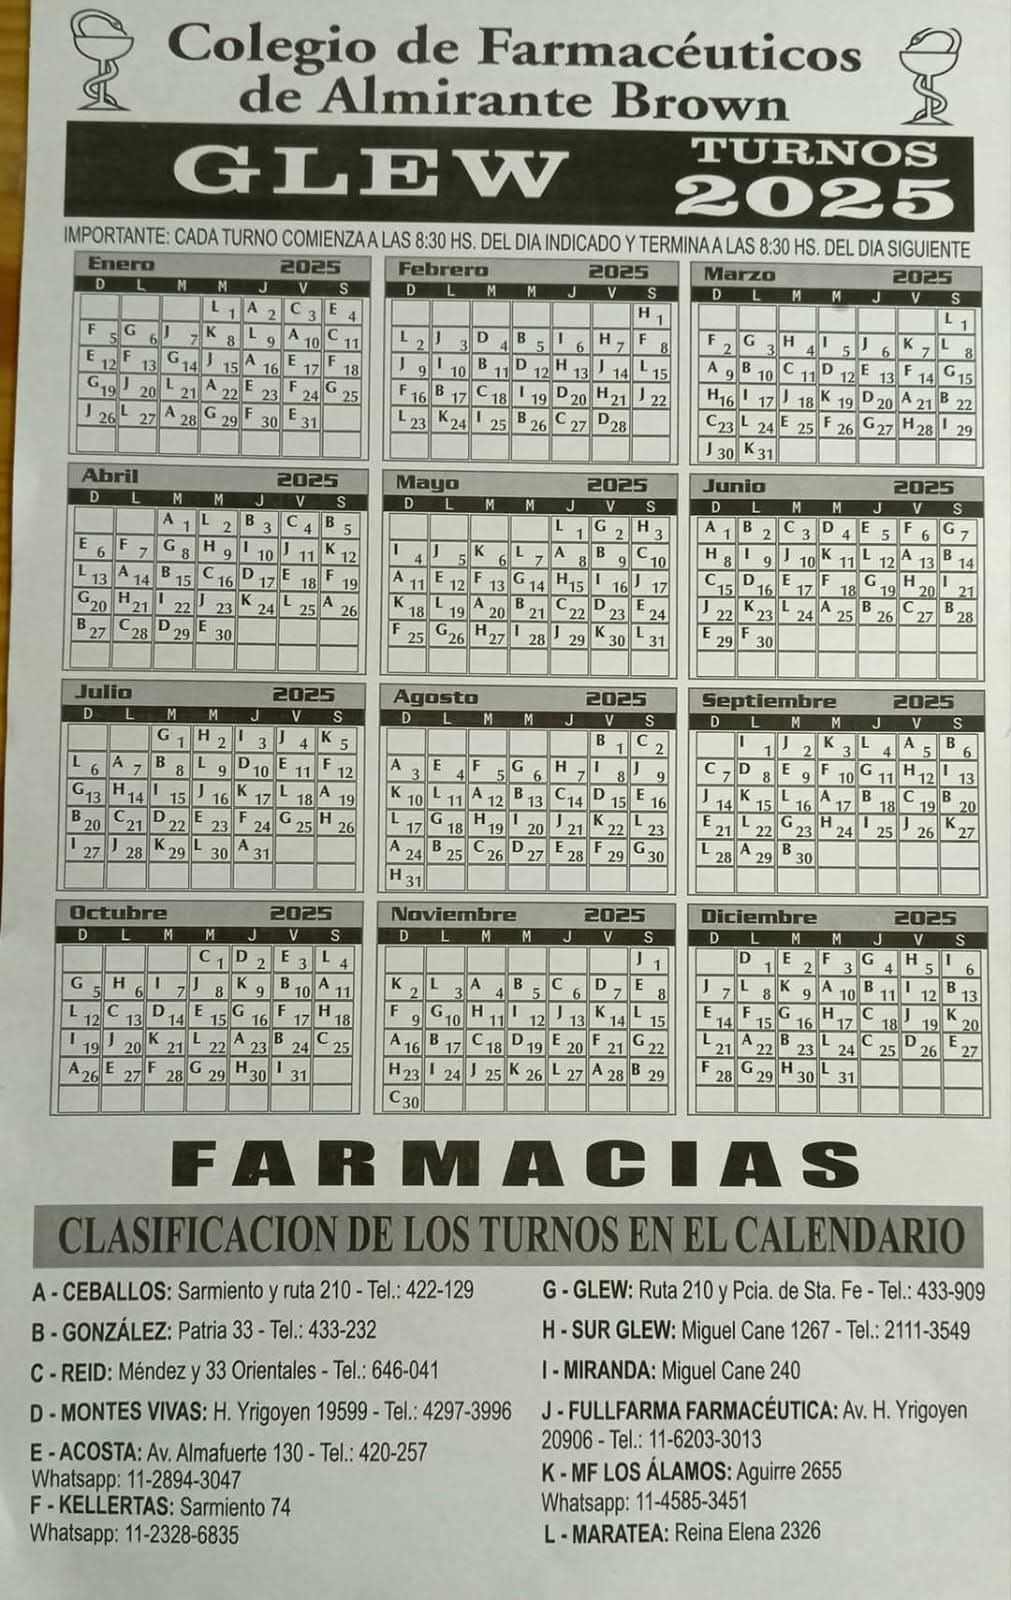 Colegio de Farmacéuticos
de Almirante Brown
GLEW TURNOS 2025
IMPORTANTE: CADA TURNO COMIENZA A LAS 8:30 HS. DEL DIA INDICADO Y TERMINA A LAS 8:30 HS. DEL DIA SIGUIENTE
Enero 2025
D L M M J V S
L 1 A 2 C 3 E 4
F 5 G 6 J 7 K 8 L 9 A 10 C 11
E 12 F 13 G 14 J 15 A 16 E 17 F 18
G 19 J 20 L 21 A 22 E 23 F 24 G 25
J 26 L 27 A 28 G 29 F 30 E 31
Febrero 2025
D L M M J V S
H 1
L 2 J 3 D 4 B 5 I 6 H 7 F 8
J 9 I 10 B 11 D 12 H 13 J 14 L 15
F 16 B 17 C 18 I 19 D 20 H 21 J 22
L 23 K 24 I 25 B 26 C 27 D 28
Marzo 2025
D L M M J V S
L 1
F 2 G 3 H 4 I 5 J 6 K 7 L 8
A 9 B 10 C 11 D 12 E 13 F 14 G 15
H 16 I 17 J 18 K 19 D 20 A 21 B 22
C 23 L 24 E 25 F 26 G 27 H 28 I 29
J 30 K 31
Abril 2025
D L M M J V S
A 1 L 2 B 3 C 4 B 5
E 6 F 7 G 8 H 9 I 10 J 11 K 12
L 13 A 14 B 15 C 16 D 17 E 18 F 19
G 20 H 21 I 22 J 23 K 24 L 25 A 26
B 27 C 28 D 29 E 30
Mayo 2025
D L M M J V S
L 1 G 2 H 3
I 4 J 5 K 6 L 7 A 8 B 9 C 10
A 11 E 12 F 13 G 14 H 15 I 16 J 17
K 18 L 19 A 20 B 21 C 22 D 23 E 24
F 25 G 26 H 27 I 28 J 29 K 30 L 31
Junio 2025
D L M M J V S
A 1 B 2 C 3 D 4 E 5 F 6 G 7
H 8 I 9 J 10 K 11 L 12 A 13 B 14
C 15 D 16 E 17 F 18 G 19 H 20 I 21
J 22 K 23 L 24 A 25 B 26 C 27 B 28
E 29 F 30
Julio 2025
D L M M J V S
G 1 H 2 I 3 J 4 K 5
L 6 A 7 B 8 L 9 D 10 E 11 F 12
G 13 H 14 I 15 J 16 K 17 L 18 A 19
B 20 C 21 D 22 E 23 F 24 G 25 H 26
I 27 J 28 K 29 L 30 A 31
Agosto 2025
D L M M J V S
B 1 C 2
A 3 E 4 F 5 G 6 H 7 I 8 J 9
K 10 L 11 A 12 B 13 C 14 D 15 E 16
L 17 G 18 H 19 I 20 J 21 K 22 L 23
A 24 B 25 C 26 D 27 E 28 F 29 G 30
H 31
Septiembre 2025
D L M M J V S
I 1 J 2 K 3 L 4 A 5 B 6
C 7 D 8 E 9 F 10 G 11 H 12 I 13
J 14 K 15 L 16 A 17 B 18 C 19 B 20
E 21 L 22 G 23 H 24 I 25 J 26 K 27
L 28 A 29 B 30
Octubre 2025
D L M M J V S
C 1 D 2 E 3 L 4
G 5 H 6 I 7 J 8 K 9 B 10 A 11
L 12 C 13 D 14 E 15 G 16 F 17 H 18
I 19 J 20 K 21 L 22 A 23 B 24 C 25
A 26 E 27 F 28 G 29 H 30 I 31
Noviembre 2025
D L M M J V S
J 1
K 2 L 3 A 4 B 5 C 6 D 7 E 8
F 9 G 10 H 11 I 12 J 13 K 14 L 15
A 16 B 17 C 18 D 19 E 20 F 21 G 22
H 23 I 24 J 25 K 26 L 27 A 28 B 29
C 30
Diciembre 2025
D L M M J V S
D 1 E 2 F 3 G 4 H 5 I 6
J 7 L 8 K 9 A 10 B 11 I 12 B 13
E 14 F 15 G 16 H 17 C 18 J 19 K 20
L 21 A 22 B 23 L 24 C 25 D 26 E 27
F 28 G 29 H 30 L 31
FARMACIAS
CLASIFICACION DE LOS TURNOS EN EL CALENDARIO
A - CEBALLOS: Sarmiento y ruta 210 - Tel.: 422-129
B - GONZÁLEZ: Patria 33 - Tel.: 433-232
C - REID: Méndez y 33 Orientales - Tel.: 646-041
D - MONTES VIVAS: H. Yrigoyen 19599 - Tel.: 4297-3996
E - ACOSTA: Av. Almafuerte 130 - Tel.: 420-257
Whatsapp: 11-2894-3047
F - KELLERTAS: Sarmiento 74
Whatsapp: 11-2328-6835
G - GLEW: Ruta 210 y Pcia. de Sta. Fe - Tel.: 433-909
H - SUR GLEW: Miguel Cane 1267 - Tel.: 2111-3549
I - MIRANDA: Miguel Cane 240
J - FULLFARMA FARMACÉUTICA: Av. H. Yrigoyen
20906 - Tel.: 11-6203-3013
K - MF LOS ÁLAMOS: Aguirre 2655
Whatsapp: 11-4585-3451
L - MARATEA: Reina Elena 2326